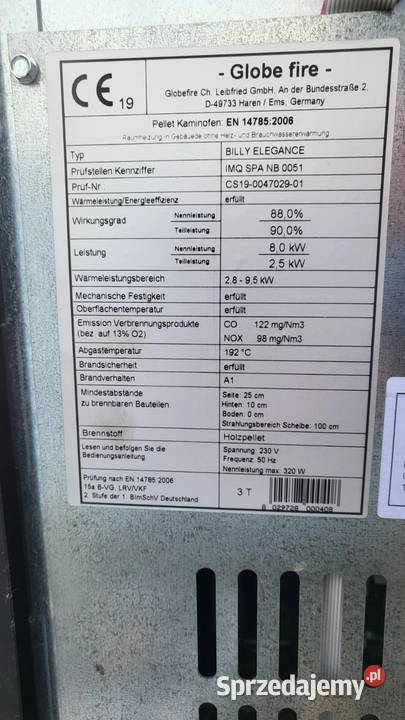 CE 19
- Globe fire -
Globefire Ch. Leibfried GmbH, An der Bundesstraße 2,
D-49733 Haren / Ems, Germany
Pellet Kaminofen: EN 14785:2006
Raumheizung in Gebäude ohne Heiz- und Brauchwassererwärmung
Typ BILLY ELEGANCE
Prüfstellen Kennziffer IMQ SPA NB 0051
Prüf-Nr. CS19-0047029-01
Wärmeleistung/Energieeffizienz erfüllt
Wirkungsgrad Nennleistung 88,0%
Teilleistung 90,0%
Leistung Nennleistung 8,0 kW
Teilleistung 2,5 kW
Wärmeleistungsbereich 2,8 - 9,5 kW
Mechanische Festigkeit erfüllt
Oberflächentemperatur erfüllt
Emission Verbrennungsprodukte CO 122 mg/Nm3
(bez. auf 13% O2) NOX 98 mg/Nm3
Abgastemperatur 192 °C
Brandsicherheit erfüllt
Brandverhalten A1
Mindestabstände Seite: 25 cm
zu brennbaren Bauteilen Hinten: 10 cm
Boden: 0 cm
Strahlungsbereich Scheibe: 100 cm
Brennstoff Holzpellet
Lesen und befolgen Sie die Spannung: 230 V
Bedienungsanleitung Frequenz: 50 Hz
Nennleistung max: 320 W
Prüfung nach EN 14785:2006
15a B-VG, LRV/VKF
2. Stufe der 1. BImSchV Deutschland
3 T
8 029728 000408
Sprzedajemy.pl